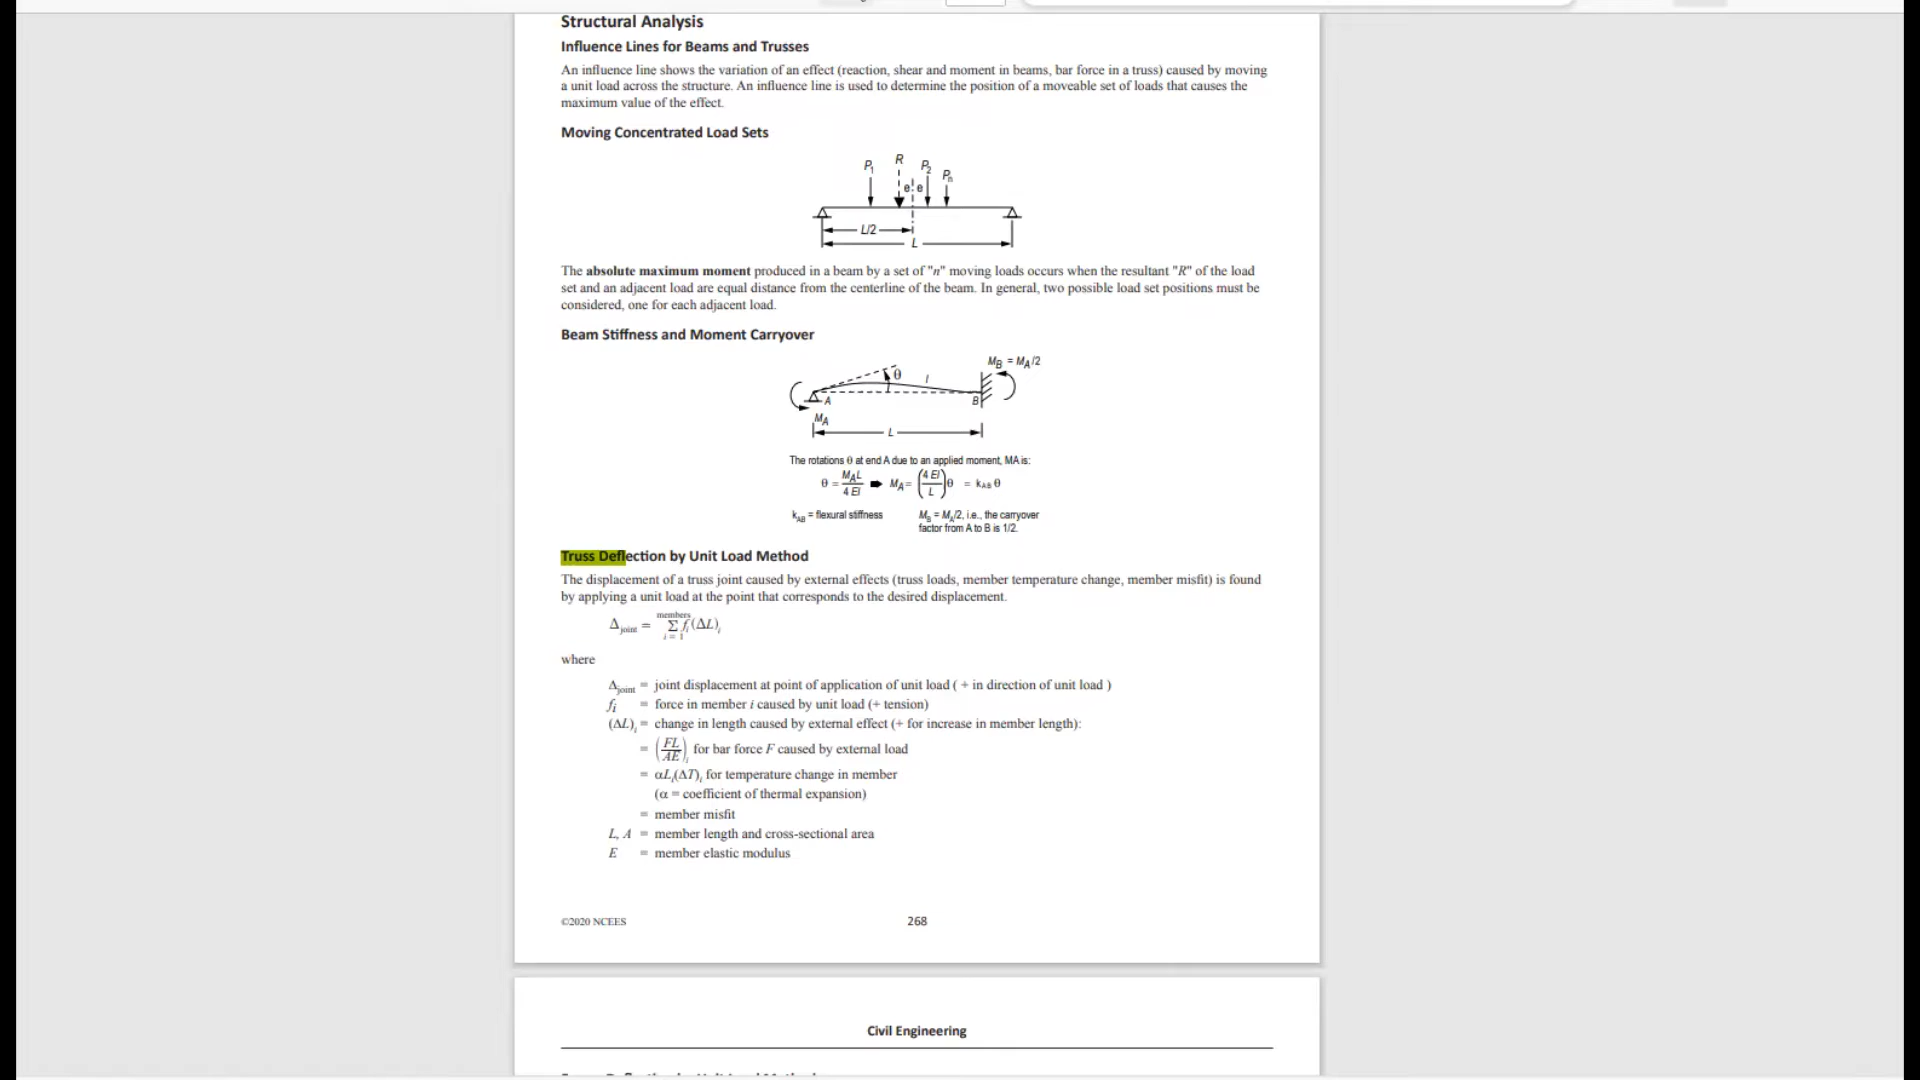 Structural Analysis
Influence Lines for Beams and Trusses
An influence line shows the variation of an effect (reaction, shear and moment in beams, bar force in a truss) caused by moving
a unit load across the structure. An influence line is used to determine the position of a moveable set of loads that causes the
maximum value of the effect.
Moving Concentrated Load Sets
P1 R P2 Pn
e e
L/2
L
The absolute maximum moment produced in a beam by a set of "n" moving loads occurs when the resultant "R" of the load
set and an adjacent load are equal distance from the centerline of the beam. In general, two possible load set positions must be
considered, one for each adjacent load.
Beam Stiffness and Moment Carryover
MB = MA/2
θ I
A B
MA
L
The rotations θ at end A due to an applied moment, MA is:
θ = MAL/4 EI ➡ MA = (4 EI/L)θ = kAB θ
kAB = flexural stiffness MB = MA/2, i.e., the carryover
factor from A to B is 1/2.
Truss Deflection by Unit Load Method
The displacement of a truss joint caused by external effects (truss loads, member temperature change, member misfit) is found
by applying a unit load at the point that corresponds to the desired displacement.
members
Δjoint = Σ fi(ΔL)i
i = 1
where
Δjoint = joint displacement at point of application of unit load ( + in direction of unit load )
fi = force in member i caused by unit load (+ tension)
(ΔL)i = change in length caused by external effect (+ for increase in member length):
= (FL/AE)i for bar force F caused by external load
= αLi(ΔT)i for temperature change in member
(α = coefficient of thermal expansion)
= member misfit
L, A = member length and cross-sectional area
E = member elastic modulus
©2020 NCEES 268
Civil Engineering